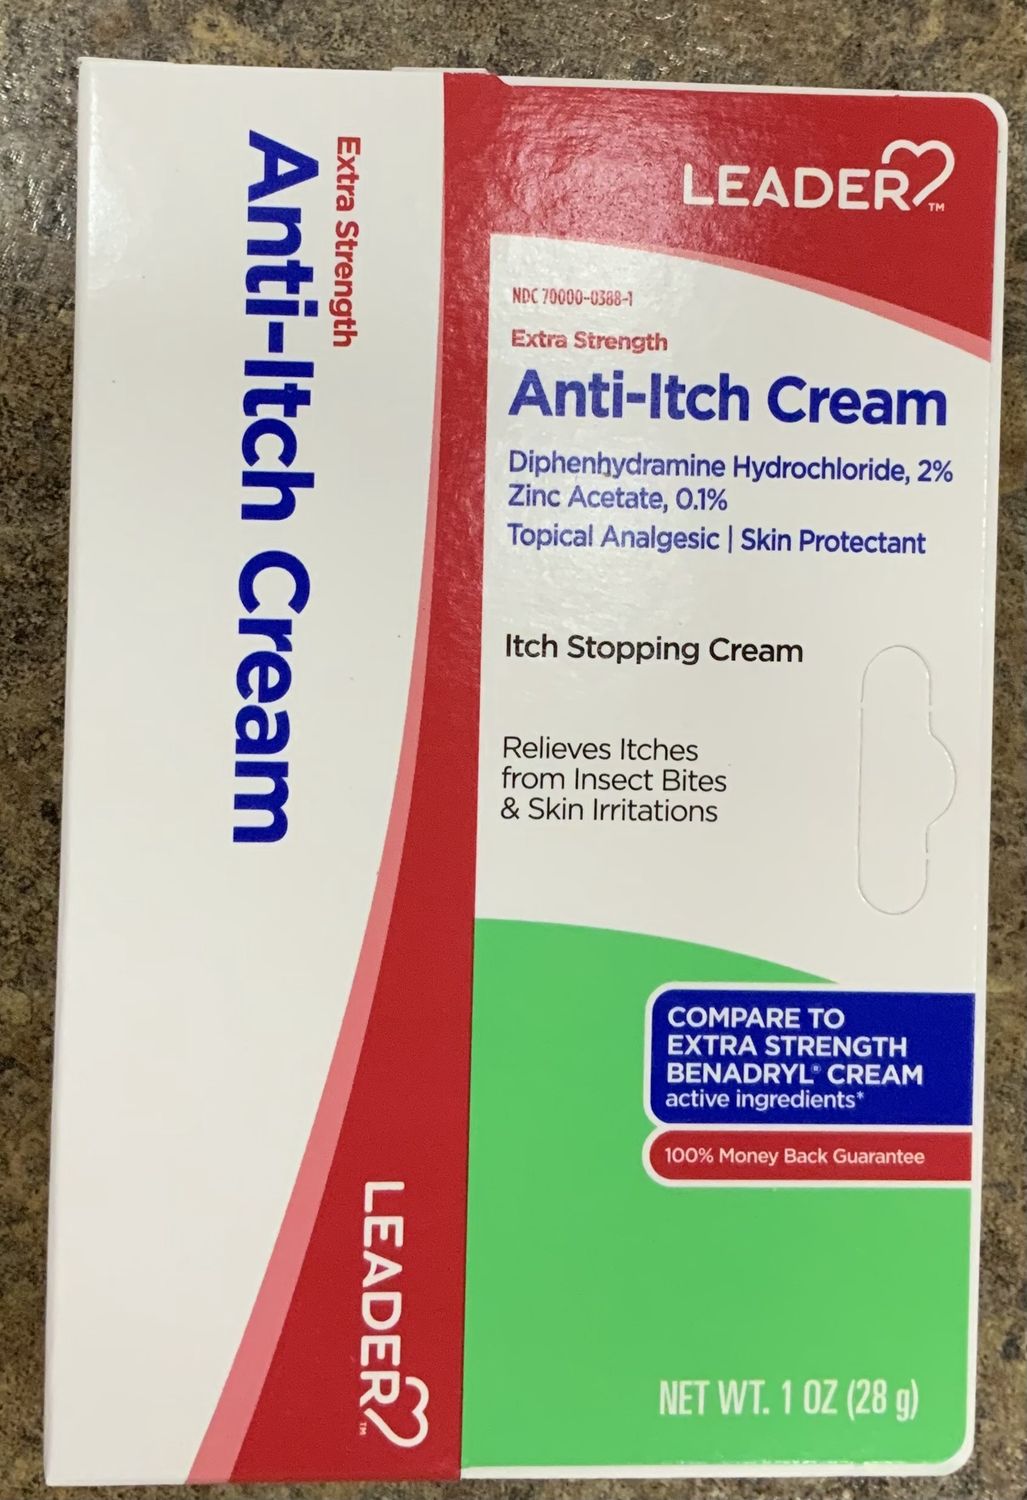 Extra Strength
Anti-Itch Cream
LEADER™
LEADER™
NDC 70000-0388-1
Extra Strength
Anti-Itch Cream
Diphenhydramine Hydrochloride, 2%
Zinc Acetate, 0.1%
Topical Analgesic | Skin Protectant
Itch Stopping Cream
Relieves Itches
from Insect Bites
& Skin Irritations
COMPARE TO
EXTRA STRENGTH
BENADRYL® CREAM
active ingredients*
100% Money Back Guarantee
NET WT. 1 OZ (28 g)